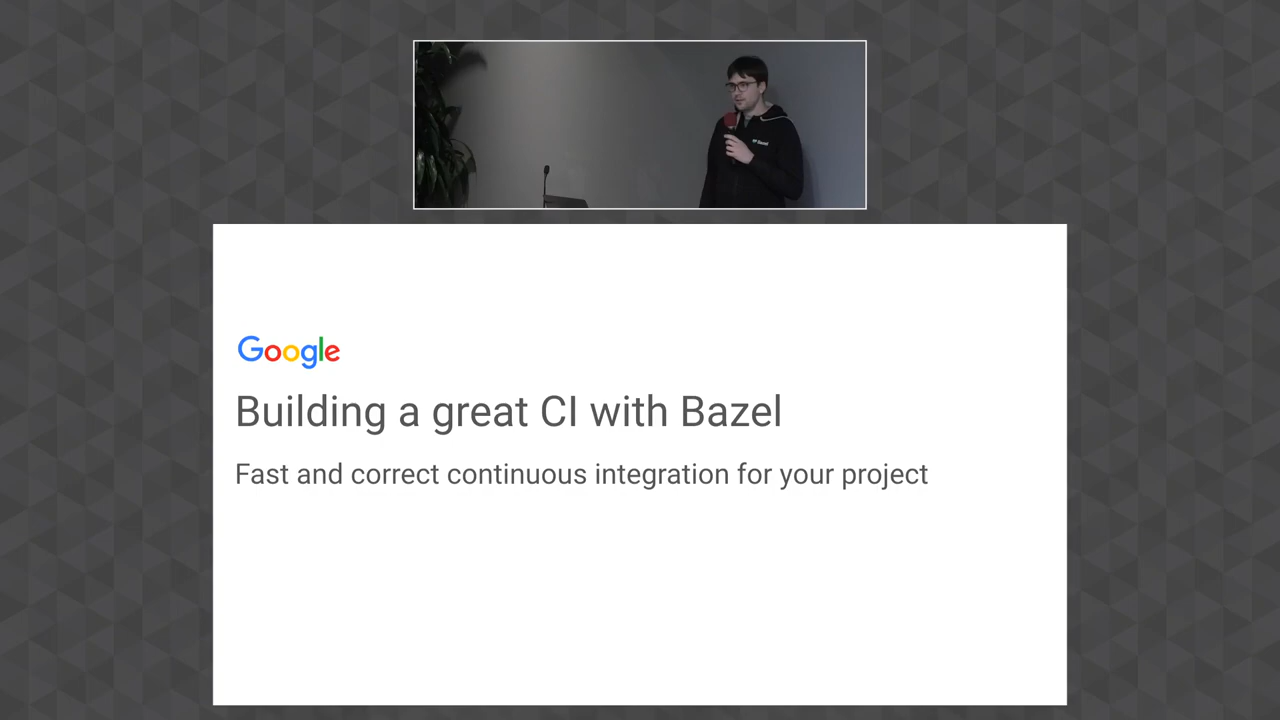 Google
Building a great CI with Bazel
Fast and correct continuous integration for your project